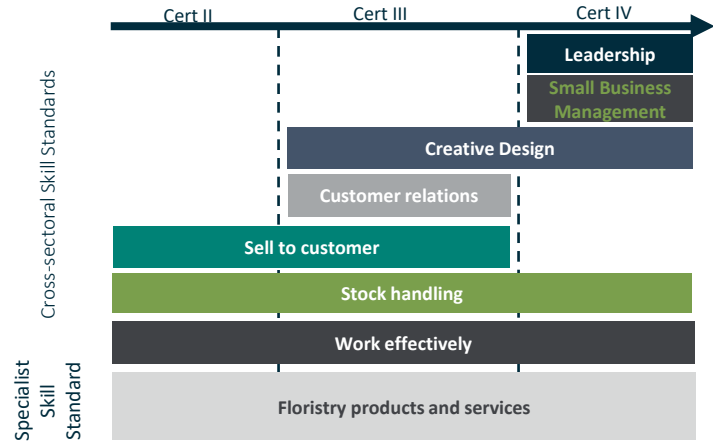 Cert II Cert III Cert IV
Leadership
Small Business
Management
Creative Design
Customer relations
Sell to customer
Stock handling
Work effectively
Floristry products and services
Cross-sectoral Skill Standards
Specialist
Skill
Standard